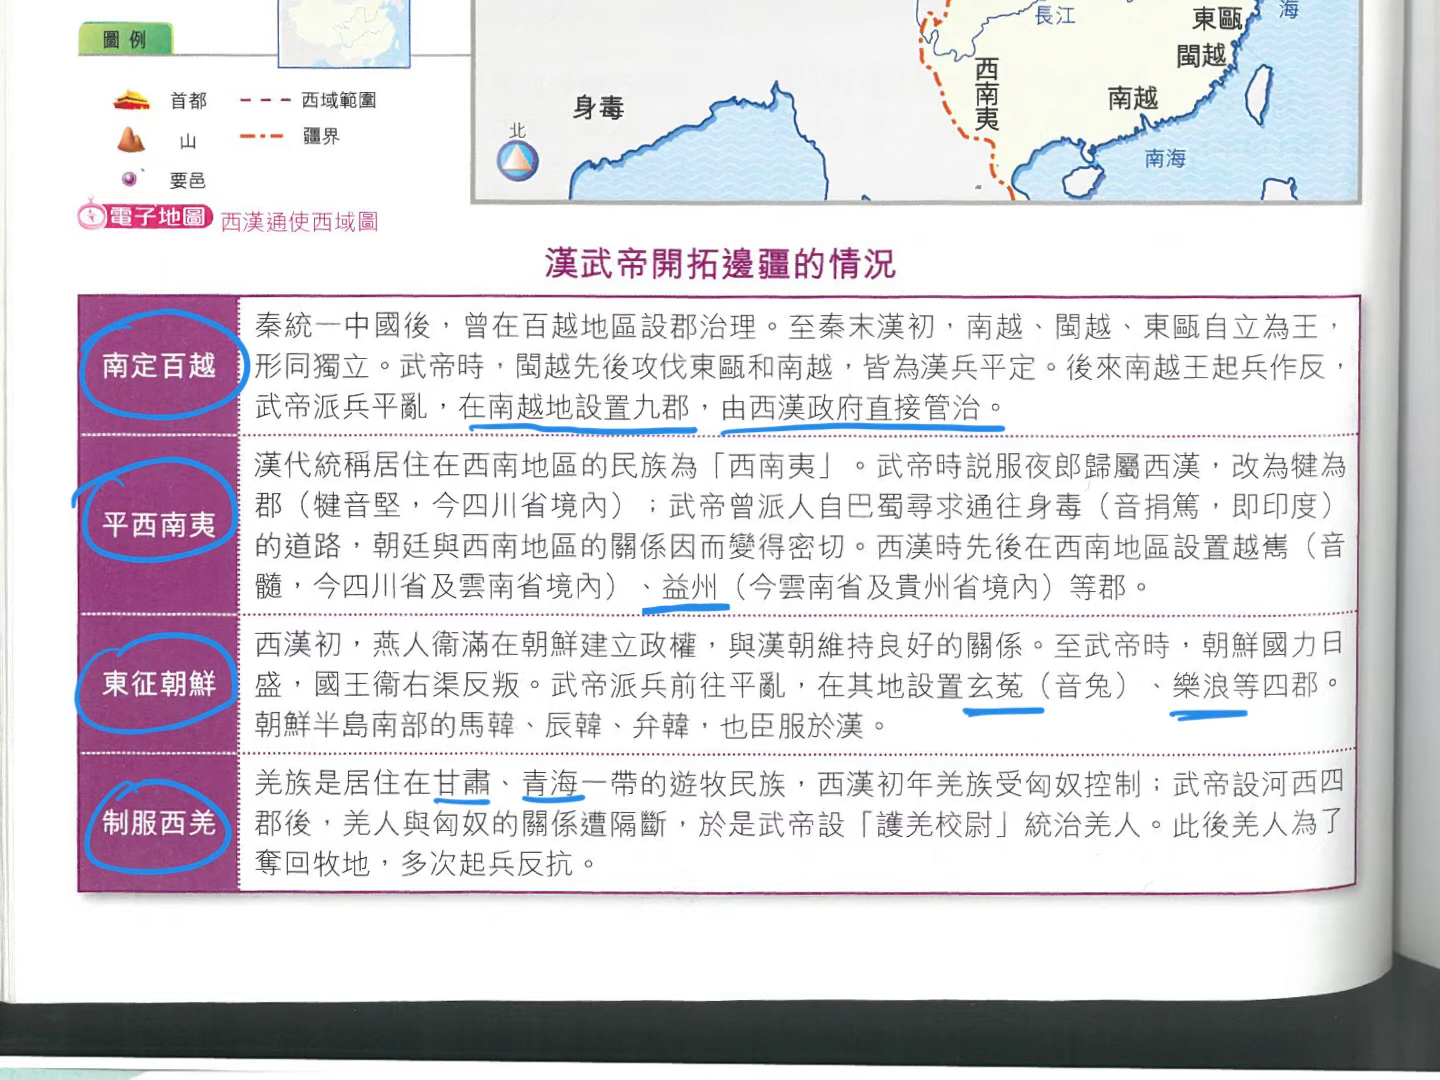 長江
東甌
海
閩越
圖例
西南夷
首都
西域範圍
身毒
南越
山
疆界
北
南海
要邑
電子地圖 西漢通使西域圖
漢武帝開拓邊疆的情況
南定百越
秦統一中國後，曾在百越地區設郡治理。至秦末漢初，南越、閩越、東甌自立為王，
形同獨立。武帝時，閩越先後攻伐東甌和南越，皆為漢兵平定。後來南越王起兵作反，
武帝派兵平亂，在南越地設置九郡，由西漢政府直接管治。
平西南夷
漢代統稱居住在西南地區的民族為「西南夷」。武帝時説服夜郎歸屬西漢，改為犍為
郡（犍音堅，今四川省境內）；武帝曾派人自巴蜀尋求通往身毒（音捐篤，即印度）
的道路，朝廷與西南地區的關係因而變得密切。西漢時先後在西南地區設置越巂（音
髓，今四川省及雲南省境內）、益州（今雲南省及貴州省境內）等郡。
東征朝鮮
西漢初，燕人衞滿在朝鮮建立政權，與漢朝維持良好的關係。至武帝時，朝鮮國力日
盛，國王衞右渠反叛。武帝派兵前往平亂，在其地設置玄菟（音兔）、樂浪等四郡。
朝鮮半島南部的馬韓、辰韓、弁韓，也臣服於漢。
制服西羌
羌族是居住在甘肅、青海一帶的遊牧民族，西漢初年羌族受匈奴控制；武帝設河西四
郡後，羌人與匈奴的關係遭隔斷，於是武帝設「護羌校尉」統治羌人。此後羌人為了
奪回牧地，多次起兵反抗。